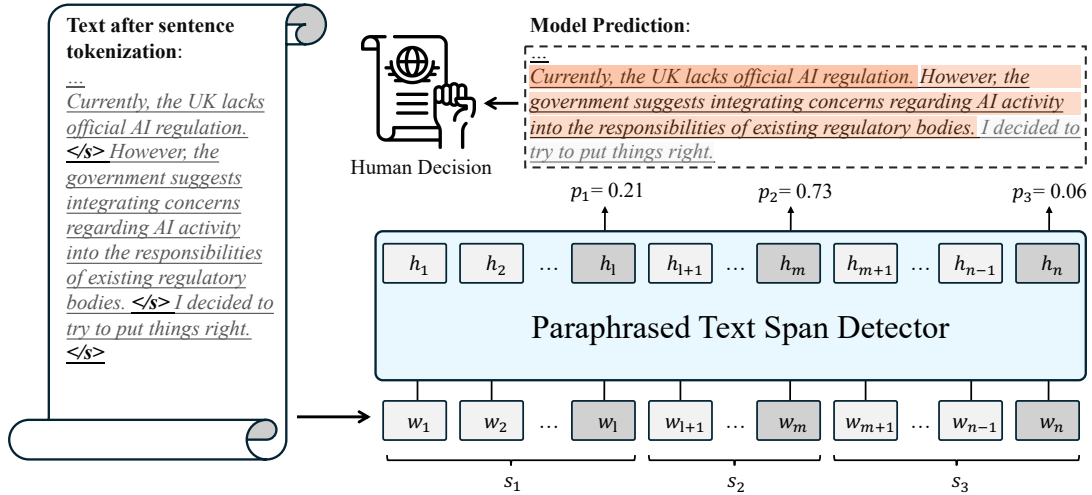 Text after sentence
tokenization:
...
Currently, the UK lacks
official AI regulation.
</s> However, the
government suggests
integrating concerns
regarding AI activity
into the responsibilities
of existing regulatory
bodies. </s> I decided to
try to put things right.
</s>
Human Decision
Model Prediction:
...
Currently, the UK lacks official AI regulation. However, the
government suggests integrating concerns regarding AI activity
into the responsibilities of existing regulatory bodies. I decided to
try to put things right.
p₁= 0.21 p₂= 0.73 p₃= 0.06
h₁ h₂ ... hₗ hₗ₊₁ ... hₘ hₘ₊₁ ... hₙ₋₁ hₙ
Paraphrased Text Span Detector
w₁ w₂ ... wₗ wₗ₊₁ ... wₘ wₘ₊₁ ... wₙ₋₁ wₙ
s₁ s₂ s₃